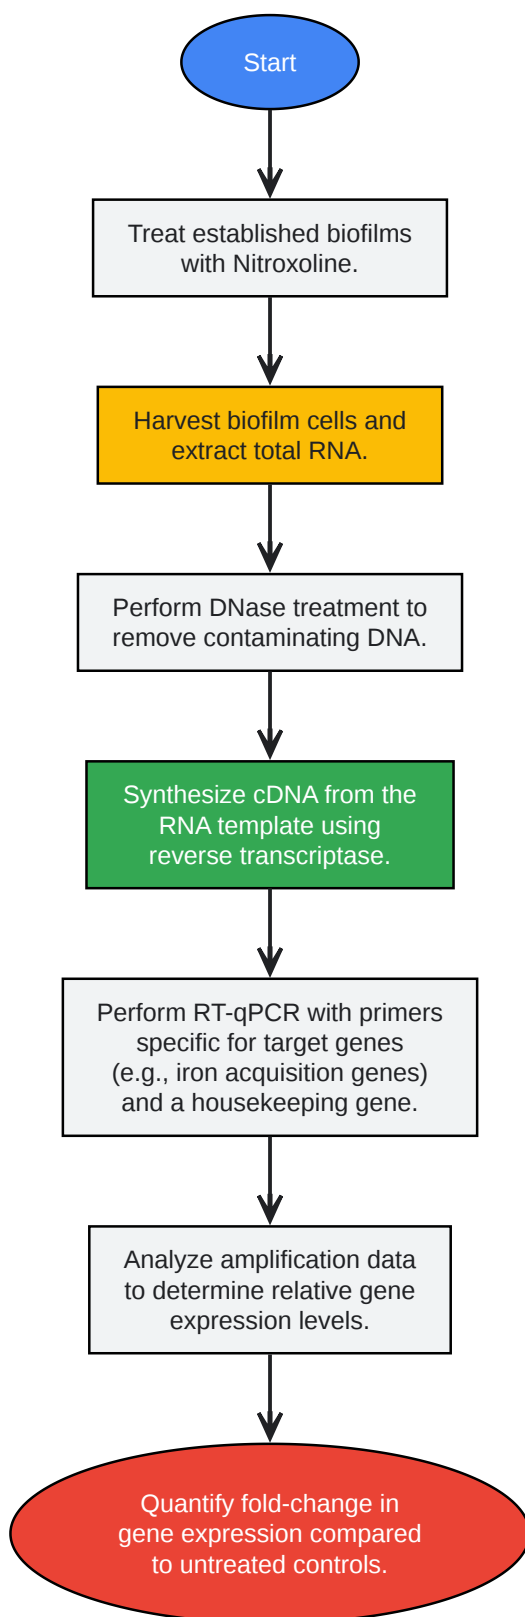 Start
Treat established biofilms
with Nitroxoline.
Harvest biofilm cells and
extract total RNA.
Perform DNase treatment to
remove contaminating DNA.
Synthesize cDNA from the
RNA template using
reverse transcriptase.
Perform RT-qPCR with primers
specific for target genes
(e.g., iron acquisition genes)
and a housekeeping gene.
Analyze amplification data
to determine relative gene
expression levels.
Quantify fold-change in
gene expression compared
to untreated controls.